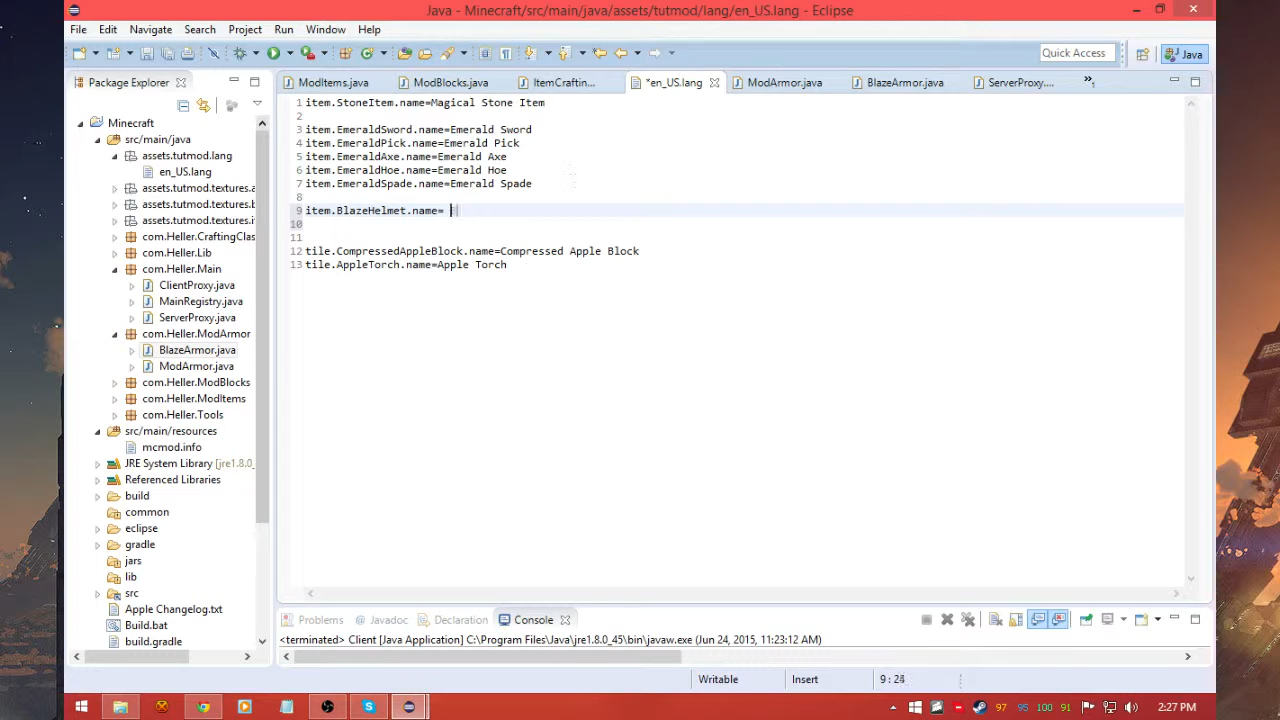 Java - Minecraft/src/main/java/assets/tutmod/lang/en_US.lang - Eclipse
File Edit Navigate Search Project Run Window Help
Quick Access Java
Package Explorer
ModItems.java ModBlocks.java ItemCraftin... *en_US.lang ModArmor.java BlazeArmor.java ServerProxy.... »1
Minecraft
src/main/java
assets.tutmod.lang
en_US.lang
assets.tutmod.textures.a
assets.tutmod.textures.b
assets.tutmod.textures.i
com.Heller.CraftingClas
com.Heller.Lib
com.Heller.Main
ClientProxy.java
MainRegistry.java
ServerProxy.java
com.Heller.ModArmor
BlazeArmor.java
ModArmor.java
com.Heller.ModBlocks
com.Heller.ModItems
com.Heller.Tools
src/main/resources
mcmod.info
JRE System Library [jre1.8.0_
Referenced Libraries
build
common
eclipse
gradle
jars
lib
src
Apple Changelog.txt
Build.bat
build.gradle
1 item.StoneItem.name=Magical Stone Item
2
3 item.EmeraldSword.name=Emerald Sword
4 item.EmeraldPick.name=Emerald Pick
5 item.EmeraldAxe.name=Emerald Axe
6 item.EmeraldHoe.name=Emerald Hoe
7 item.EmeraldSpade.name=Emerald Spade
8
9 item.BlazeHelmet.name=
10
11
12 tile.CompressedAppleBlock.name=Compressed Apple Block
13 tile.AppleTorch.name=Apple Torch
Problems Javadoc Declaration Console
<terminated> Client [Java Application] C:\Program Files\Java\jre1.8.0_45\bin\javaw.exe (Jun 24, 2015, 11:23:12 AM)
Writable Insert
97 95 100 91 2:27 PM